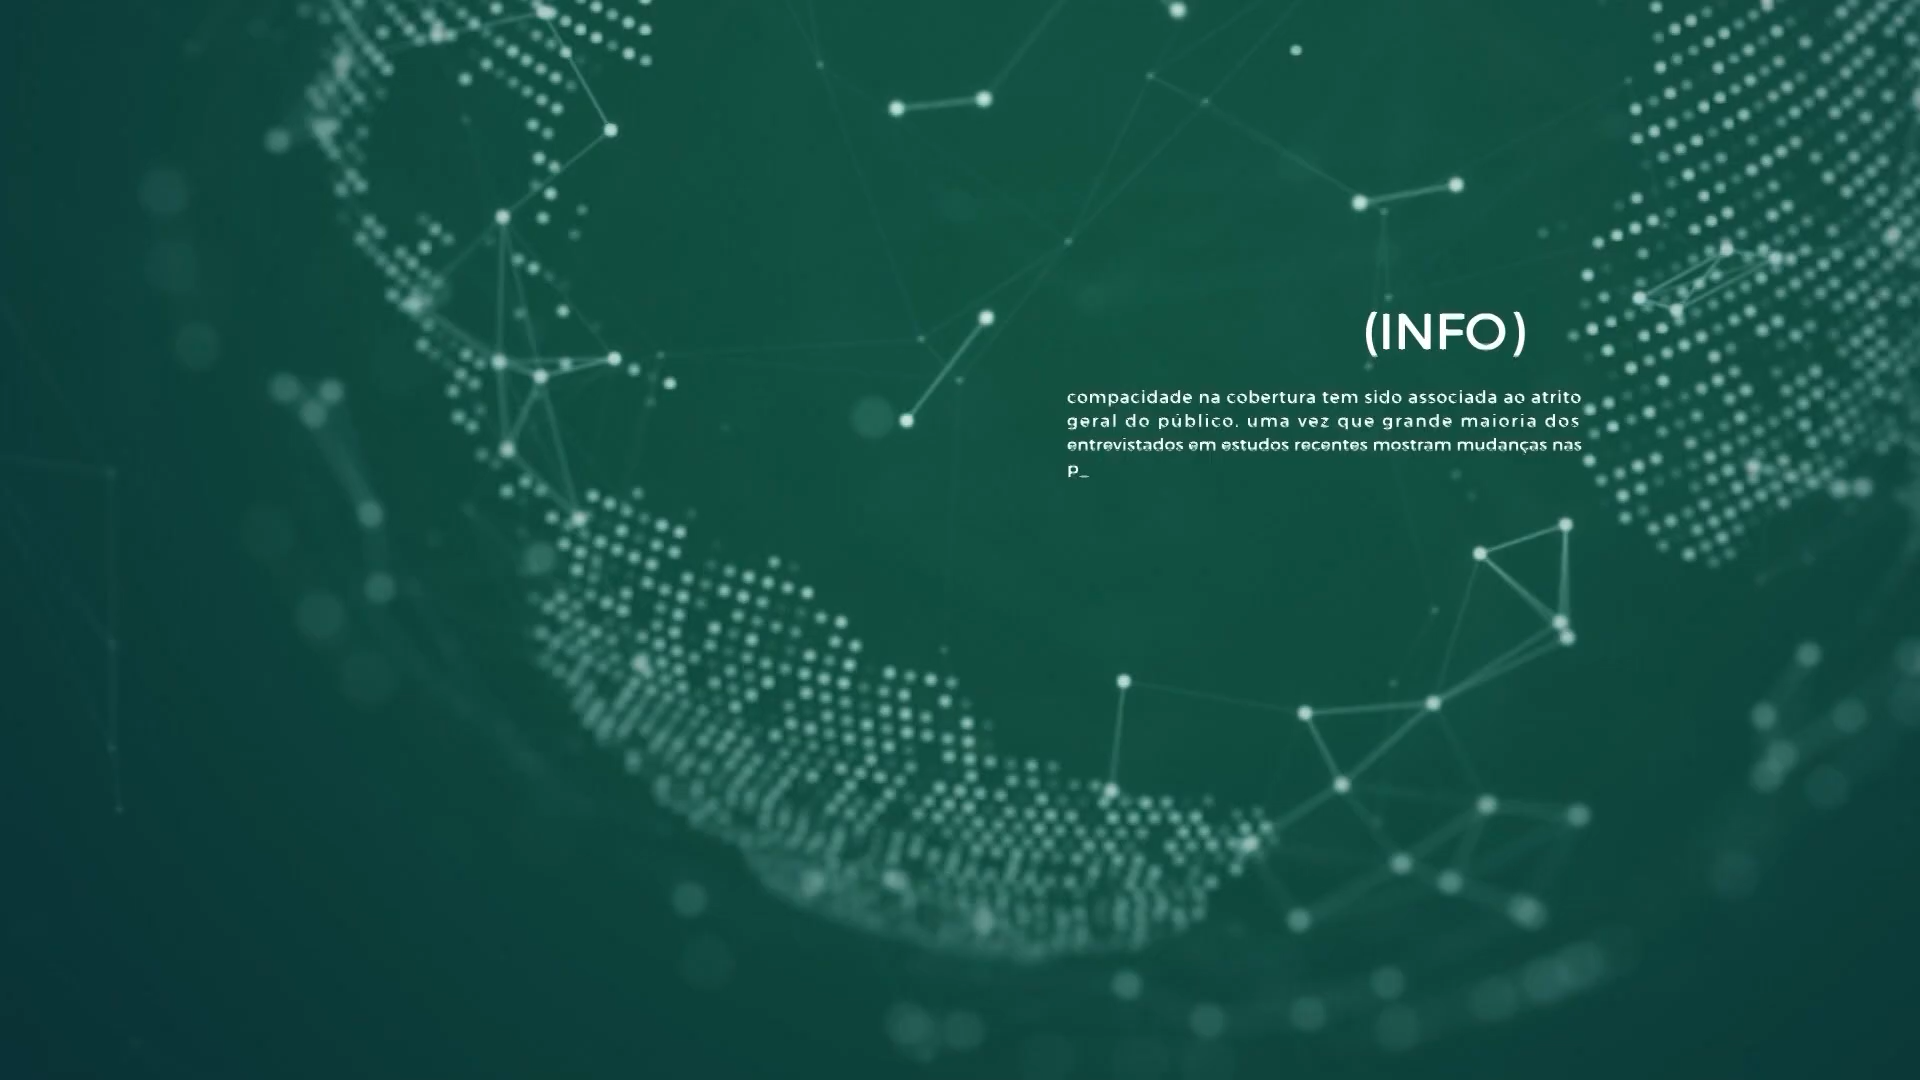 (INFO)
compacidade na cobertura tem sido associada ao atrito
geral do público. uma vez que grande maioria dos
entrevistados em estudos recentes mostram mudanças nas
P_